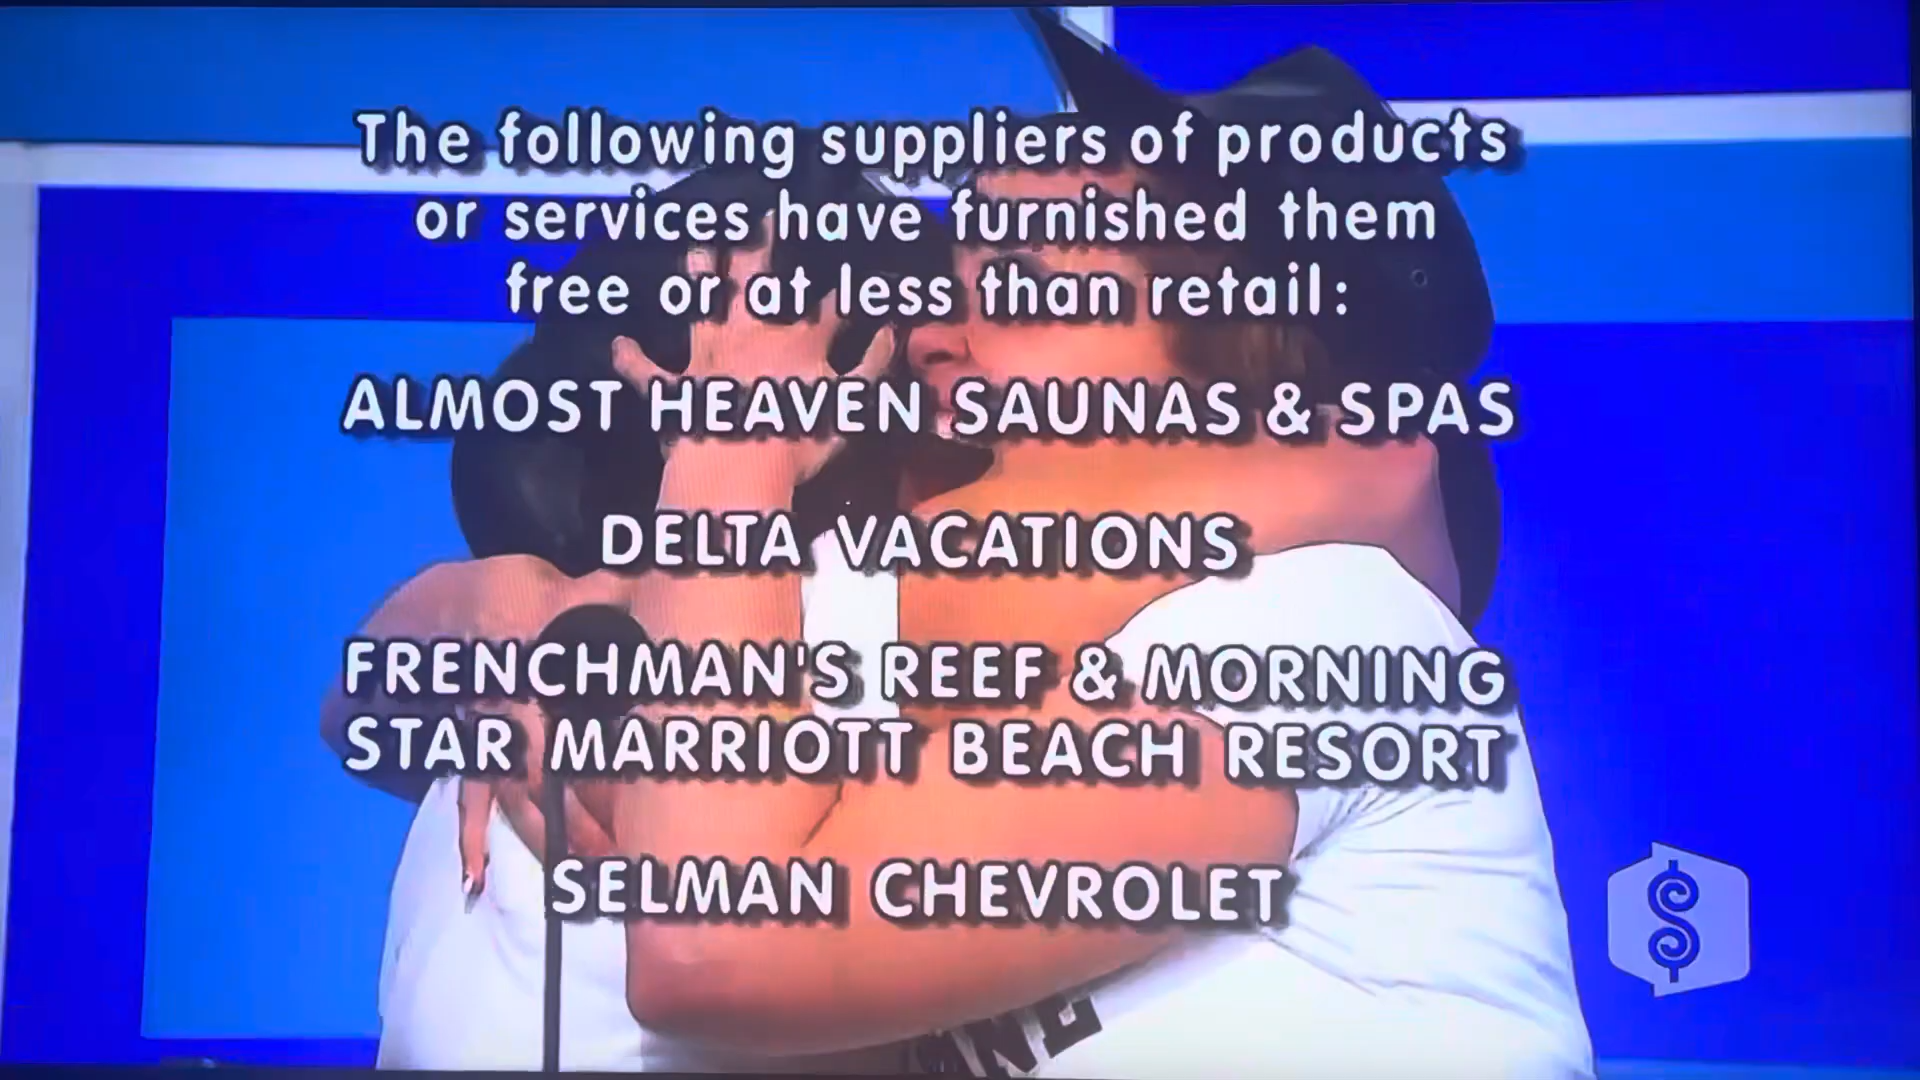 The following suppliers of products
or services have furnished them
free or at less than retail:
ALMOST HEAVEN SAUNAS & SPAS
DELTA VACATIONS
FRENCHMAN'S REEF & MORNING
STAR MARRIOTT BEACH RESORT
SELMAN CHEVROLET